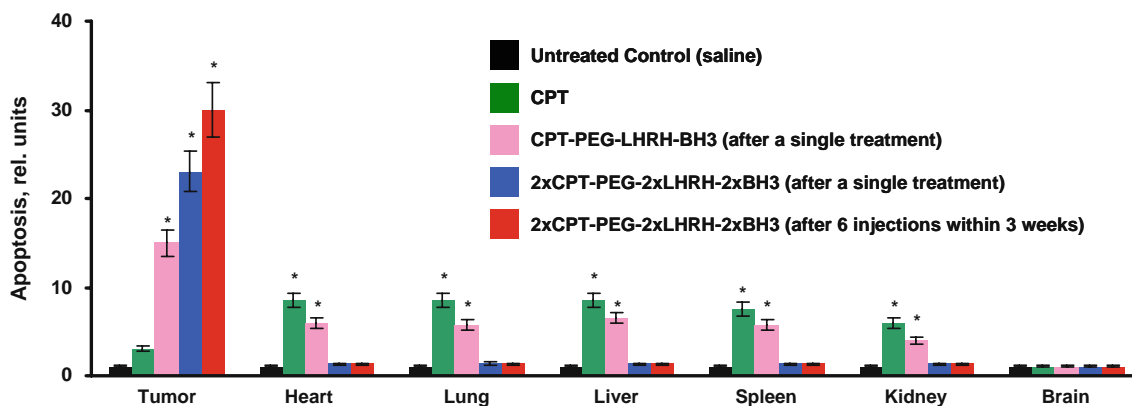 40
30
20
10
0
Apoptosis, rel. units
Untreated Control (saline)
CPT
CPT-PEG-LHRH-BH3 (after a single treatment)
2xCPT-PEG-2xLHRH-2xBH3 (after a single treatment)
2xCPT-PEG-2xLHRH-2xBH3 (after 6 injections within 3 weeks)
* * *
* *
* *
* *
* *
* *
Tumor Heart Lung Liver Spleen Kidney Brain